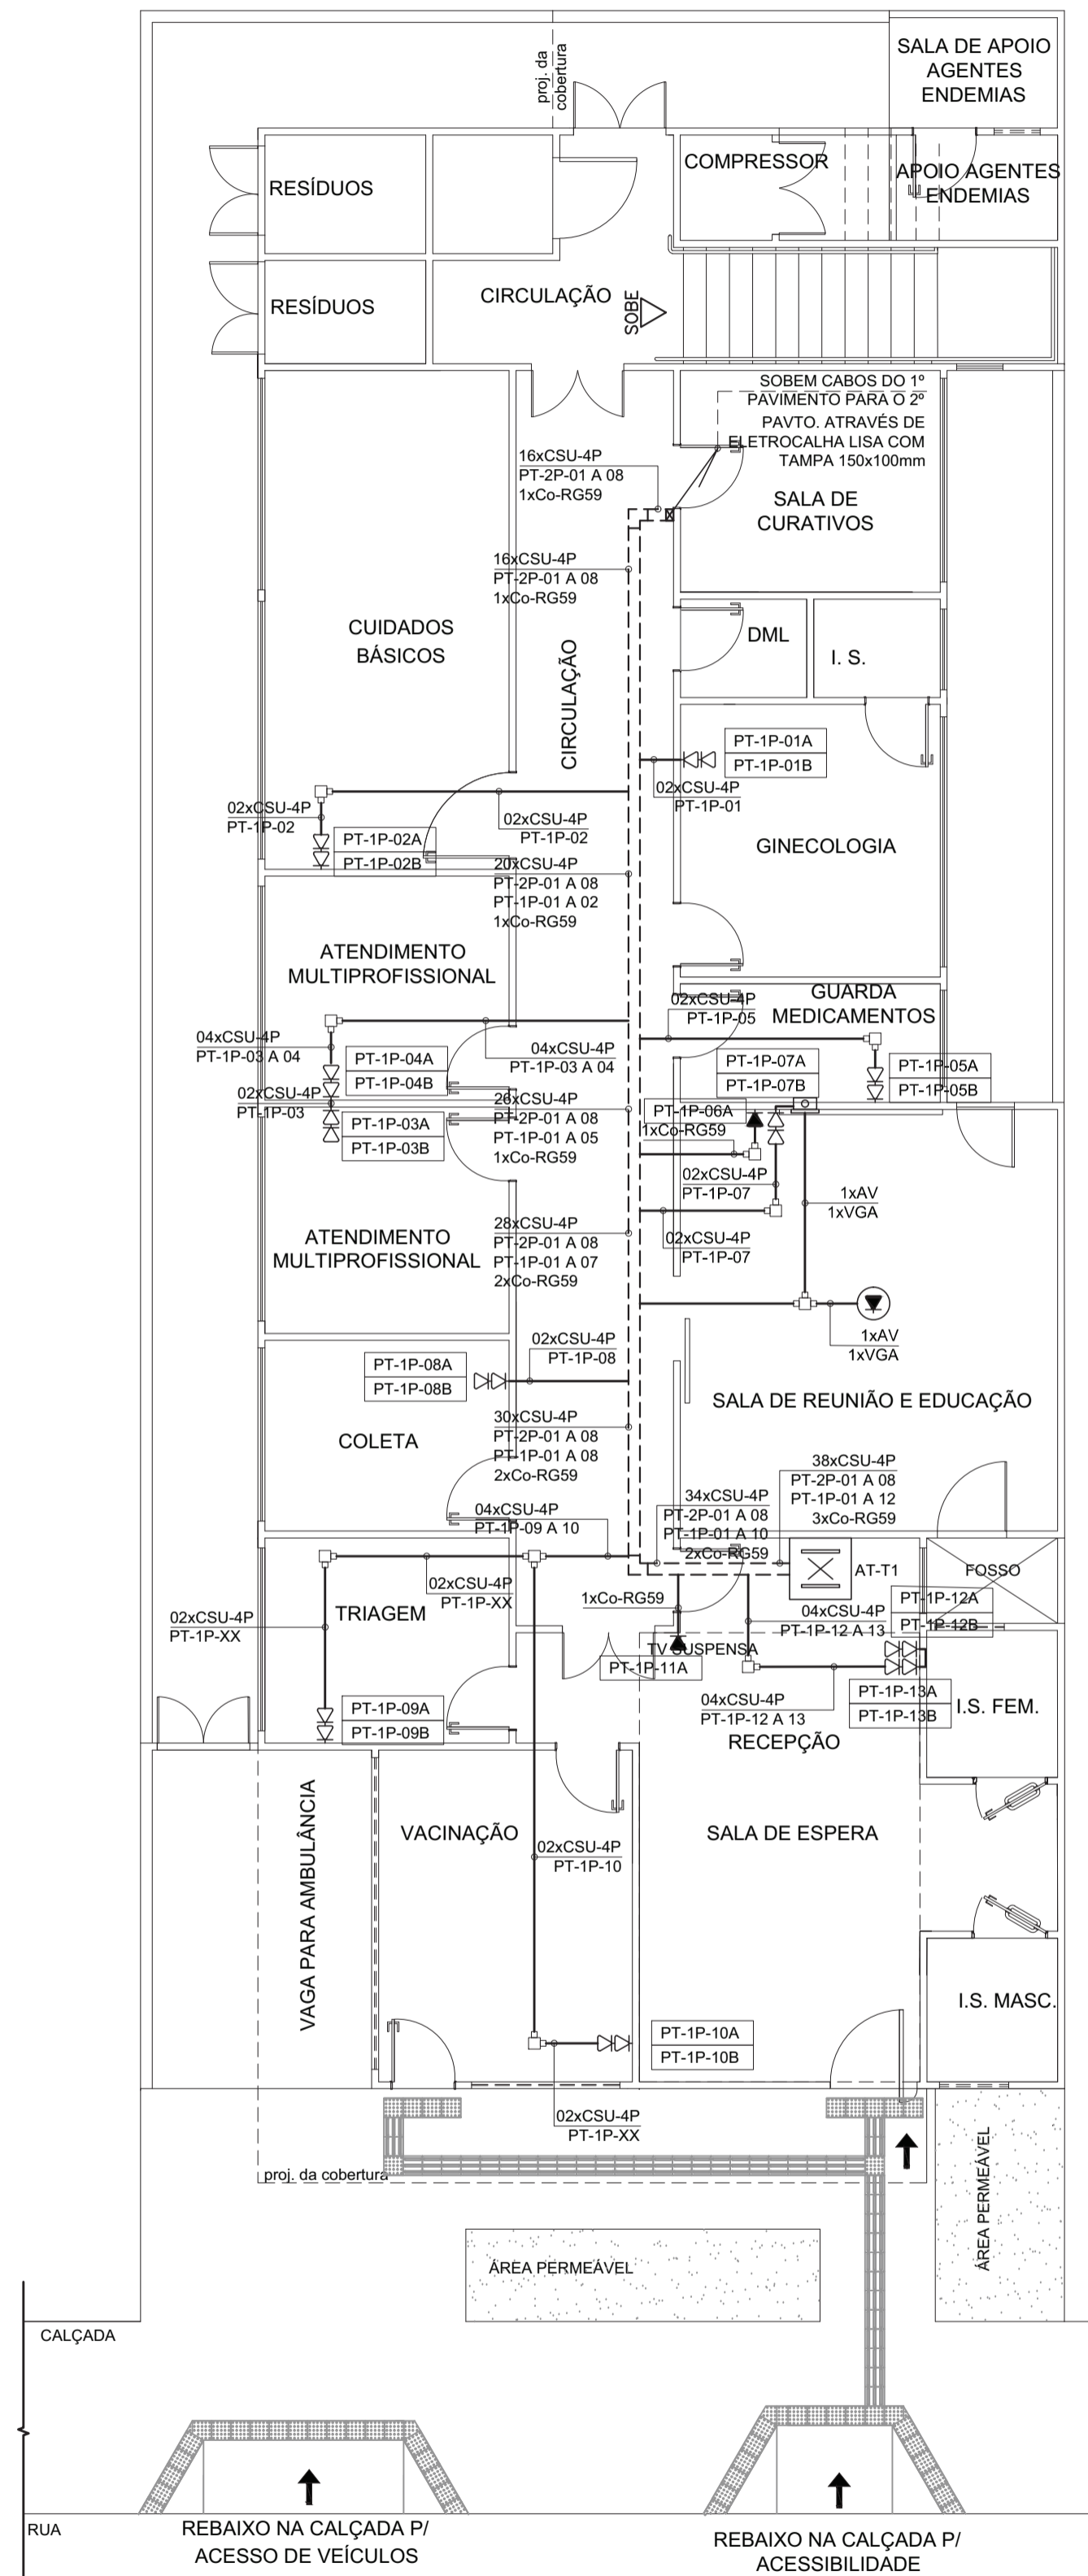 SALA DE APOIO
AGENTES
ENDEMIAS
proj. da
cobertura
RESÍDUOS
COMPRESSOR
APOIO AGENTES
ENDEMIAS
RESÍDUOS
CIRCULAÇÃO
SOBE
SOBEM CABOS DO 1º
PAVIMENTO PARA O 2º
PAVTO. ATRAVÉS DE
ELETROCALHA LISA COM
TAMPA 150x100mm
16xCSU-4P
PT-2P-01 A 08
1xCo-RG59
SALA DE
CURATIVOS
16xCSU-4P
PT-2P-01 A 08
1xCo-RG59
CUIDADOS
BÁSICOS
CIRCULAÇÃO
DML
I. S.
PT-1P-01A
PT-1P-01B
02xCSU-4P
PT-1P-01
02xCSU-4P
PT-1P-02
PT-1P-02A
PT-1P-02B
02xCSU-4P
PT-1P-02
GINECOLOGIA
20xCSU-4P
PT-2P-01 A 08
PT-1P-01 A 02
1xCo-RG59
ATENDIMENTO
MULTIPROFISSIONAL
02xCSU-4P
PT-1P-05
GUARDA
MEDICAMENTOS
04xCSU-4P
PT-1P-03 A 04
PT-1P-04A
PT-1P-04B
04xCSU-4P
PT-1P-03 A 04
PT-1P-07A
PT-1P-07B
PT-1P-05A
PT-1P-05B
02xCSU-4P
PT-1P-03
PT-1P-03A
PT-1P-03B
26xCSU-4P
PT-2P-01 A 08
PT-1P-01 A 05
1xCo-RG59
PT-1P-06A
1xCo-RG59
02xCSU-4P
PT-1P-07
1xAV
1xVGA
ATENDIMENTO
MULTIPROFISSIONAL
28xCSU-4P
PT-2P-01 A 08
PT-1P-01 A 07
2xCo-RG59
02xCSU-4P
PT-1P-07
1xAV
1xVGA
02xCSU-4P
PT-1P-08
PT-1P-08A
PT-1P-08B
COLETA
30xCSU-4P
PT-2P-01 A 08
PT-1P-01 A 08
2xCo-RG59
SALA DE REUNIÃO E EDUCAÇÃO
38xCSU-4P
PT-2P-01 A 08
PT-1P-01 A 12
3xCo-RG59
34xCSU-4P
PT-2P-01 A 08
PT-1P-01 A 10
2xCo-RG59
04xCSU-4P
PT-1P-09 A 10
AT-T1
FOSSO
02xCSU-4P
PT-1P-XX
1xCo-RG59
TRIAGEM
02xCSU-4P
PT-1P-XX
04xCSU-4P
PT-1P-12 A 13
PT-1P-12A
PT-1P-12B
TV SUSPENSA
PT-1P-11A
04xCSU-4P
PT-1P-12 A 13
PT-1P-13A
PT-1P-13B
I.S. FEM.
PT-1P-09A
PT-1P-09B
RECEPÇÃO
VAGA PARA AMBULÂNCIA
VACINAÇÃO
SALA DE ESPERA
02xCSU-4P
PT-1P-10
I.S. MASC.
PT-1P-10A
PT-1P-10B
02xCSU-4P
PT-1P-XX
proj. da cobertura
ÁREA PERMEÁVEL
ÁREA PERMEÁVEL
CALÇADA
RUA
REBAIXO NA CALÇADA P/
ACESSO DE VEÍCULOS
REBAIXO NA CALÇADA P/
ACESSIBILIDADE